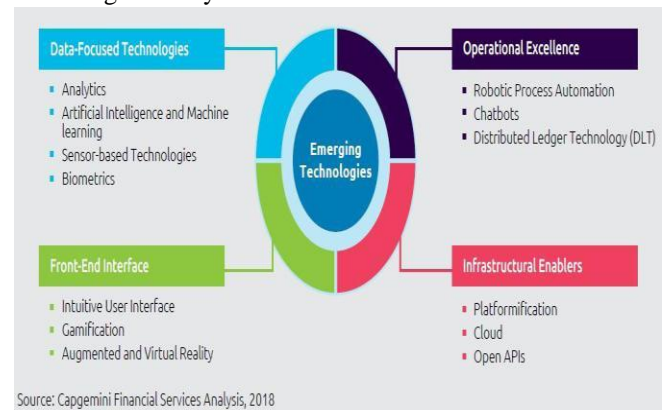 Data-Focused Technologies
Analytics
Artificial Intelligence and Machine
learning
Sensor-based Technologies
Biometrics
Operational Excellence
Robotic Process Automation
Chatbots
Distributed Ledger Technology (DLT)
Emerging
Technologies
Front-End Interface
Intuitive User Interface
Gamification
Augmented and Virtual Reality
Infrastructural Enablers
Platformification
Cloud
Open APIs
Source: Capgemini Financial Services Analysis, 2018